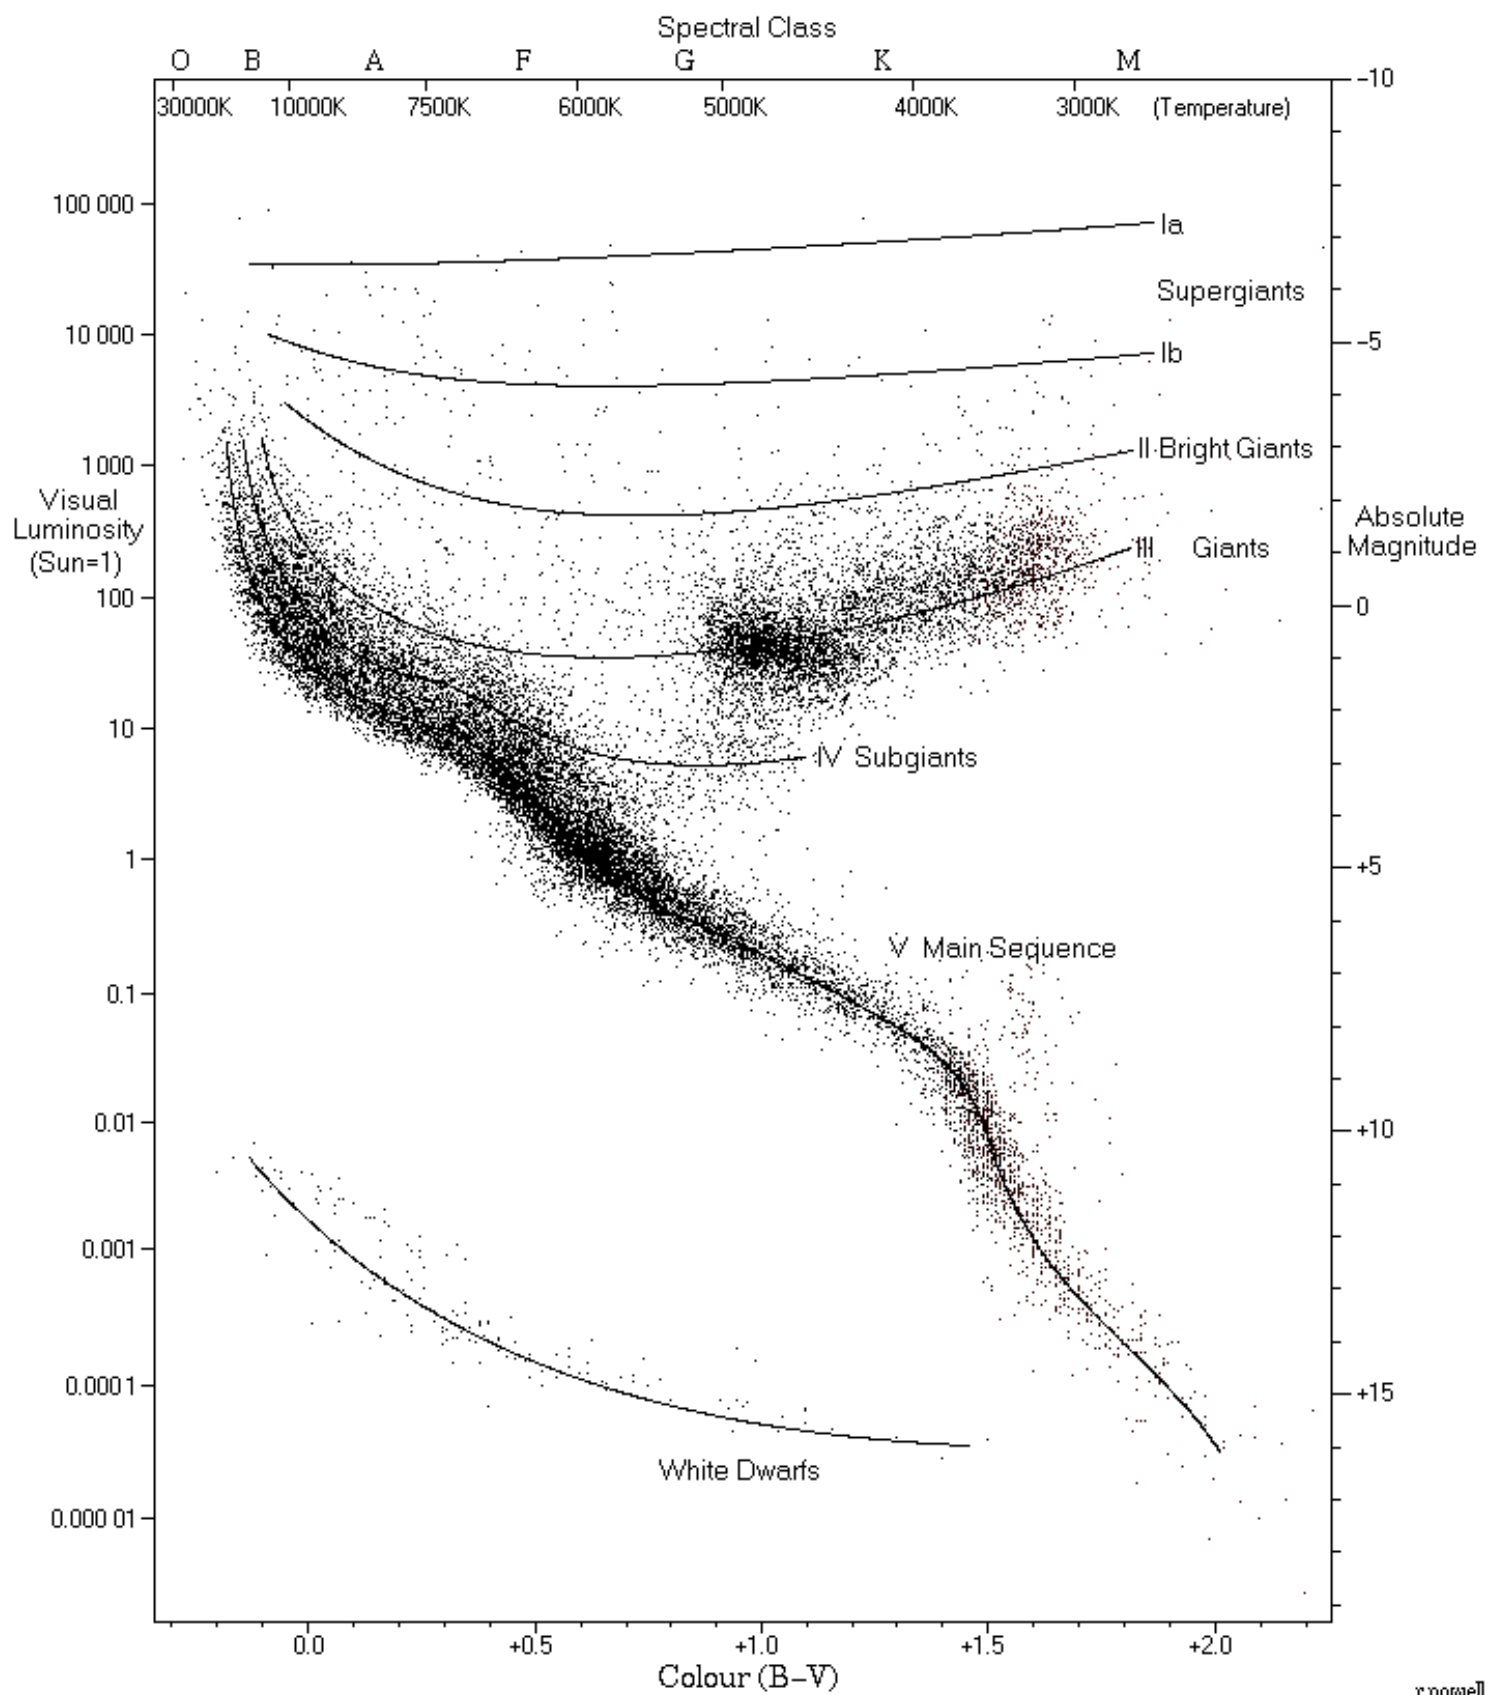 Spectral Class
O B A F G K M
30000K 10000K 7500K 6000K 5000K 4000K 3000K (Temperature)
−10
100 000
Ia
Supergiants
10 000
−5
Ib
II Bright Giants
1 000
Visual
Luminosity
(Sun=1)
Absolute
Magnitude
III Giants
100
0
10
IV Subgiants
1
+5
V Main Sequence
0.1
0.01
+10
0.001
0.0001
+15
White Dwarfs
0.000 01
0.0 +0.5 +1.0 +1.5 +2.0
Colour (B−V)
r powell